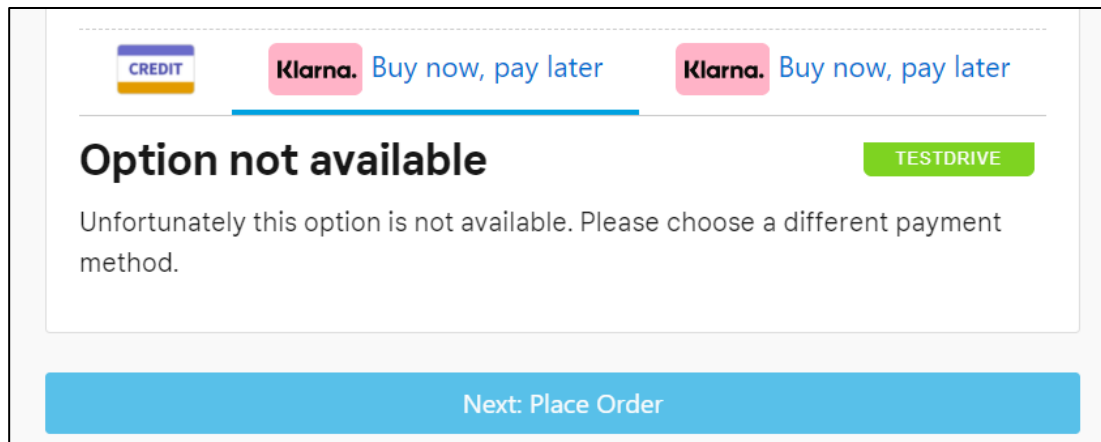 CREDIT Klarna. Buy now, pay later Klarna. Buy now, pay later
Option not available TESTDRIVE
Unfortunately this option is not available. Please choose a different payment
method.
Next: Place Order